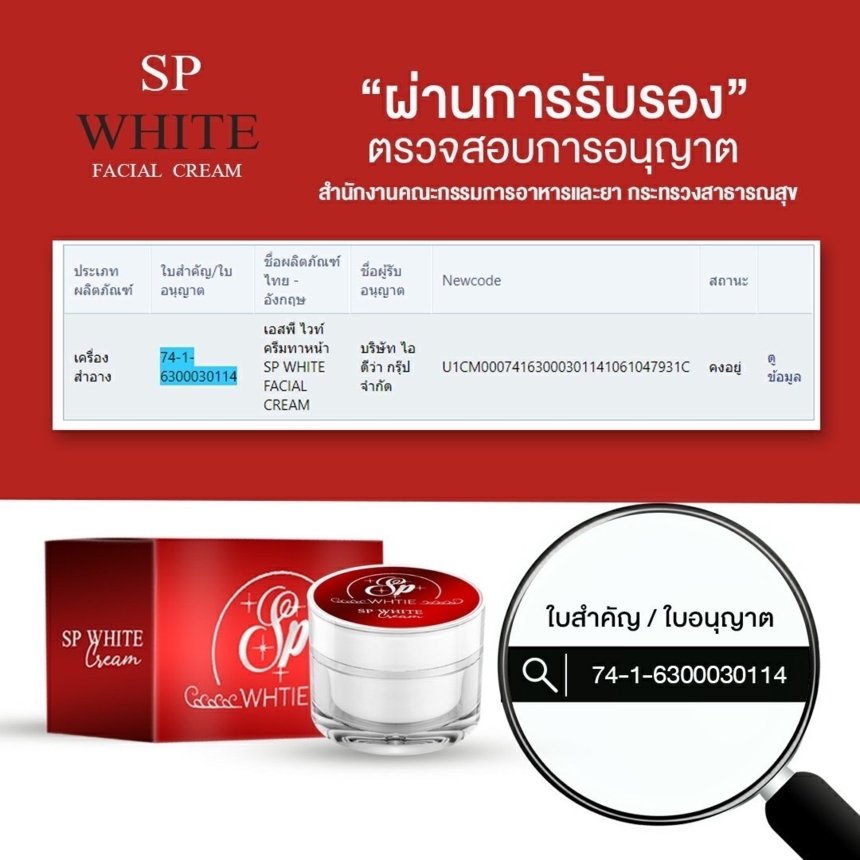 SP
WHITE
FACIAL CREAM
“ผ่านการรับรอง”
ตรวจสอบการอนุญาต
สำนักงานคณะกรรมการอาหารและยา กระทรวงสาธารณสุข
ประเภท
ผลิตภัณฑ์
ใบสำคัญ/ใบ
อนุญาต
ชื่อผลิตภัณฑ์
ไทย -
อังกฤษ
ชื่อผู้รับ
อนุญาต
Newcode
สถานะ
เครื่อง
สำอาง
74-1-
6300030114
เอสพี ไวท์
ครีมทาหน้า
SP WHITE
FACIAL
CREAM
บริษัท ไอ
ดีว่า กรุ๊ป
จำกัด
U1CM00074163000301141061047931C
คงอยู่
ดู
ข้อมูล
SP WHITE
Cream
Sp
WHTIE
Sp
WHTIE
SP WHITE
Cream
ใบสำคัญ / ใบอนุญาต
74-1-6300030114